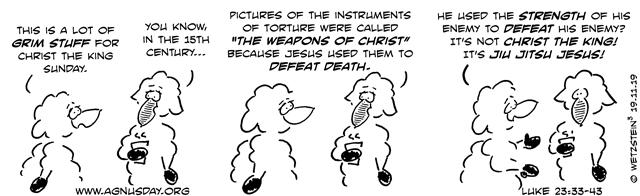 THIS IS A LOT OF
GRIM STUFF FOR
CHRIST THE KING
SUNDAY.
YOU KNOW,
IN THE 15TH
CENTURY...
PICTURES OF THE INSTRUMENTS
OF TORTURE WERE CALLED
"THE WEAPONS OF CHRIST"
BECAUSE JESUS USED THEM TO
DEFEAT DEATH.
HE USED THE STRENGTH OF HIS
ENEMY TO DEFEAT HIS ENEMY?
IT'S NOT CHRIST THE KING!
IT'S JIU JITSU JESUS!
© WETZSTEIN³ 19.11.19
WWW.AGNUSDAY.ORG
LUKE 23:33-43